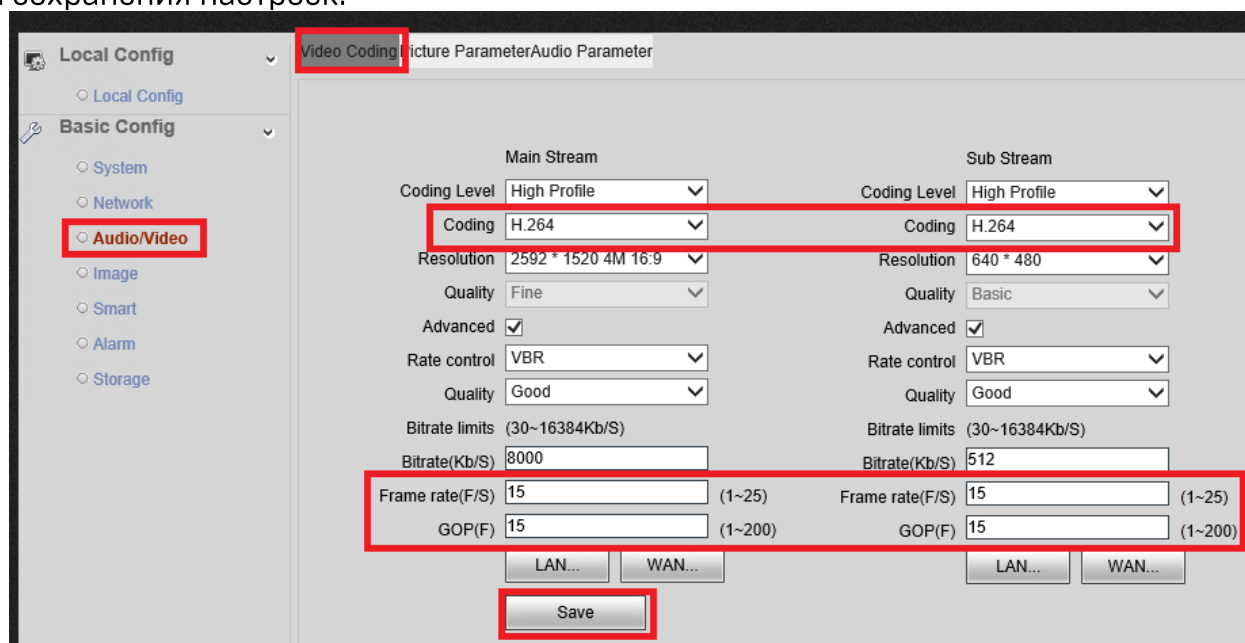 сохранения настроек.
Local Config
Local Config
Basic Config
System
Network
Audio/Video
Image
Smart
Alarm
Storage
Video Coding Picture Parameter Audio Parameter
Main Stream Sub Stream
Coding Level High Profile Coding Level High Profile
Coding H.264 Coding H.264
Resolution 2592 * 1520 4M 16:9 Resolution 640 * 480
Quality Fine Quality Basic
Advanced Advanced
Rate control VBR Rate control VBR
Quality Good Quality Good
Bitrate limits (30~16384Kb/S) Bitrate limits (30~16384Kb/S)
Bitrate(Kb/S) 8000 Bitrate(Kb/S) 512
Frame rate(F/S) 15 (1~25) Frame rate(F/S) 15 (1~25)
GOP(F) 15 (1~200) GOP(F) 15 (1~200)
LAN... WAN... LAN... WAN...
Save